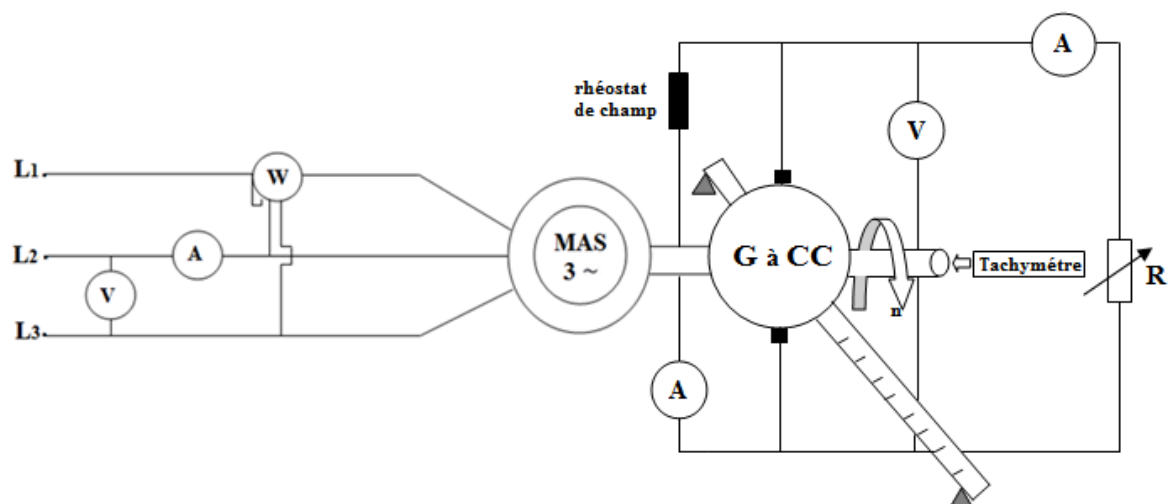 A
rhéostat
de champ
V
L1.
W
L2.
A
MAS
3 ~
G à CC
Tachymétre
R
V
n
L3.
A